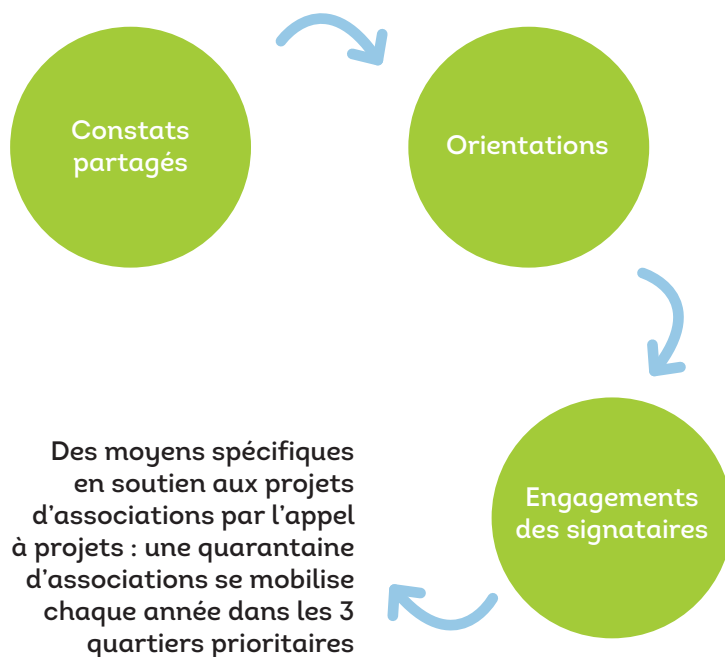 Constats
partagés
Orientations
Engagements
des signataires
Des moyens spécifiques
en soutien aux projets
d'associations par l'appel
à projets : une quarantaine
d'associations se mobilise
chaque année dans les 3
quartiers prioritaires